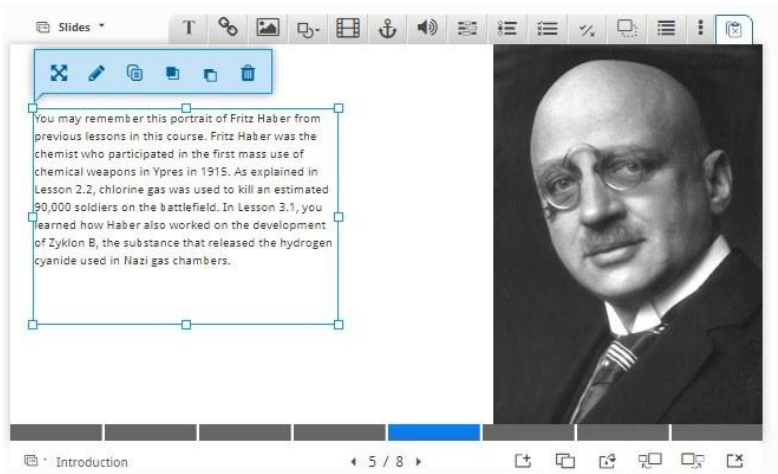 Slides
T
You may remember this portrait of Fritz Haber from
previous lessons in this course. Fritz Haber was the
chemist who participated in the first mass use of
chemical weapons in Ypres in 1915. As explained in
Lesson 2.2, chlorine gas was used to kill an estimated
90,000 soldiers on the battlefield. In Lesson 3.1, you
learned how Haber also worked on the development
of Zyklon B, the substance that released the hydrogen
cyanide used in Nazi gas chambers.
Introduction
5 / 8